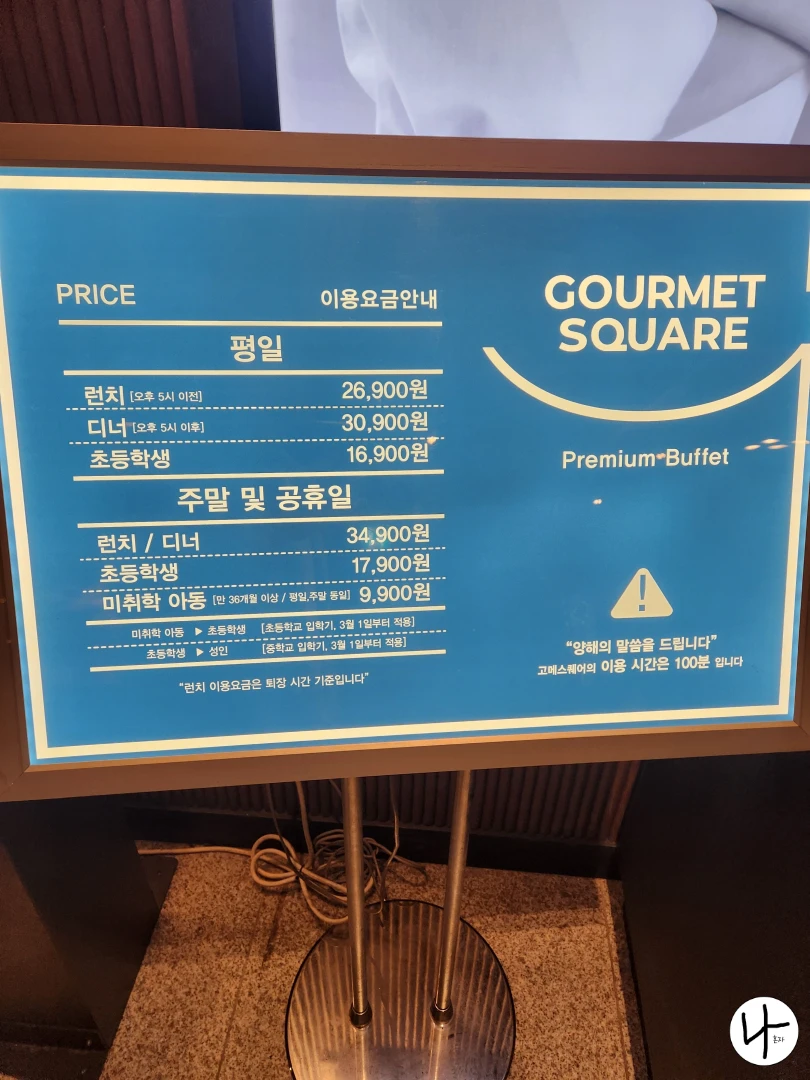 PRICE 이용요금안내
평일
런치 [오후 5시 이전] 26,900원
디너 [오후 5시 이후] 30,900원
초등학생 16,900원
주말 및 공휴일
런치 / 디너 34,900원
초등학생 17,900원
미취학 아동 [만 36개월 이상 / 평일,주말 동일] 9,900원
미취학 아동 ▶ 초등학생 [초등학교 입학기, 3월 1일부터 적용]
초등학생 ▶ 성인 [중학교 입학기, 3월 1일부터 적용]
"런치 이용요금은 퇴장 시간 기준입니다"
GOURMET
SQUARE
Premium Buffet
"양해의 말씀을 드립니다"
고메스퀘어의 이용 시간은 100분 입니다
나
혼자